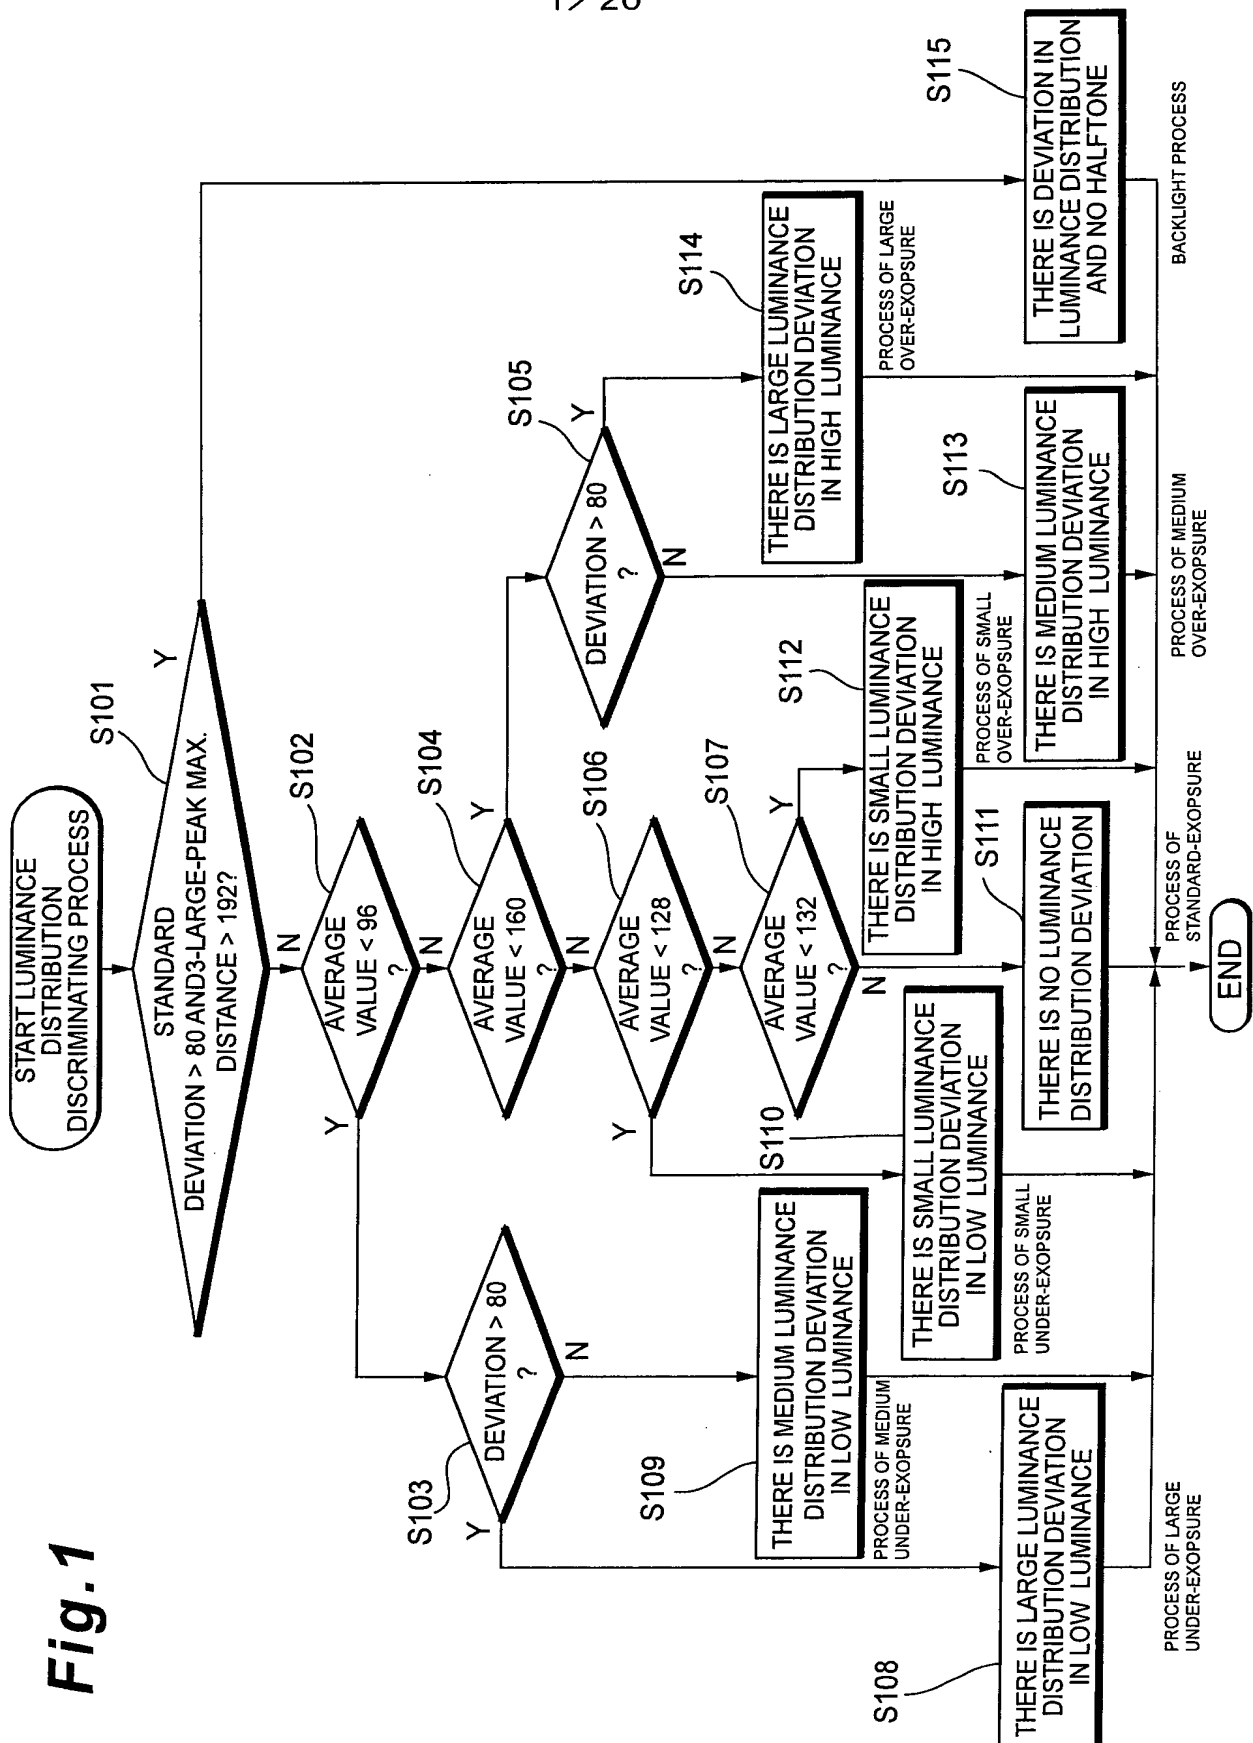 1/26
Fig.1
START LUMINANCE
DISTRIBUTION
DISCRIMINATING PROCESS
S101
STANDARD
DEVIATION > 80 AND3-LARGE-PEAK MAX.
DISTANCE > 192?
Y
N
S102
AVERAGE
VALUE < 96
?
Y
N
S103
DEVIATION > 80
?
Y
N
S104
AVERAGE
VALUE < 160
?
Y
N
S105
DEVIATION > 80
?
Y
N
S106
AVERAGE
VALUE < 128
?
Y
N
S107
AVERAGE
VALUE < 132
?
Y
N
S108
THERE IS LARGE LUMINANCE
DISTRIBUTION DEVIATION
IN LOW LUMINANCE
PROCESS OF LARGE
UNDER-EXOPSURE
S109
THERE IS MEDIUM LUMINANCE
DISTRIBUTION DEVIATION
IN LOW LUMINANCE
PROCESS OF MEDIUM
UNDER-EXOPSURE
S110
THERE IS SMALL LUMINANCE
DISTRIBUTION DEVIATION
IN LOW LUMINANCE
PROCESS OF SMALL
UNDER-EXOPSURE
S111
THERE IS NO LUMINANCE
DISTRIBUTION DEVIATION
PROCESS OF
STANDARD-EXOPSURE
S112
THERE IS SMALL LUMINANCE
DISTRIBUTION DEVIATION
IN HIGH LUMINANCE
PROCESS OF SMALL
OVER-EXOPSURE
S113
THERE IS MEDIUM LUMINANCE
DISTRIBUTION DEVIATION
IN HIGH LUMINANCE
PROCESS OF MEDIUM
OVER-EXOPSURE
S114
THERE IS LARGE LUMINANCE
DISTRIBUTION DEVIATION
IN HIGH LUMINANCE
PROCESS OF LARGE
OVER-EXOPSURE
S115
THERE IS DEVIATION IN
LUMINANCE DISTRIBUTION
AND NO HALFTONE
BACKLIGHT PROCESS
END